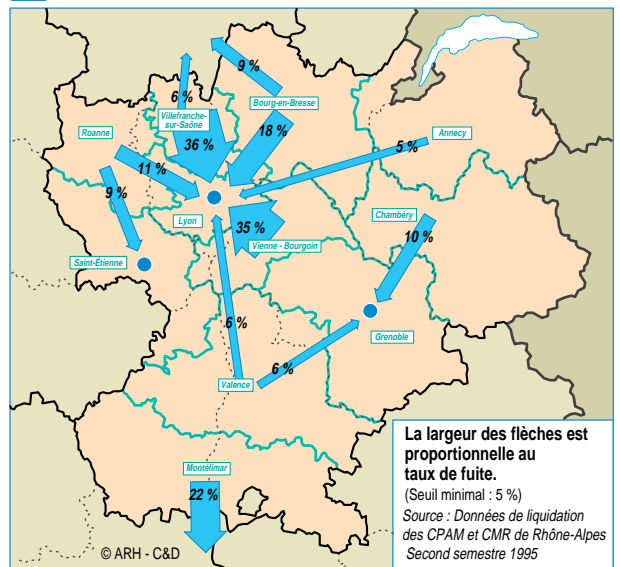 9 %
6 %
Bourg-en-Bresse
Villefranche-
sur-Saône
Roanne
36 %
18 %
Annecy
5 %
11 %
9 %
Lyon
35 %
Chambéry
10 %
Vienne - Bourgoin
Saint-Étienne
6 %
Grenoble
6 %
Valence
Montélimar
22 %
© ARH - C&D
La largeur des flèches est
proportionnelle au
taux de fuite.
(Seuil minimal : 5 %)
Source : Données de liquidation
des CPAM et CMR de Rhône-Alpes
Second semestre 1995